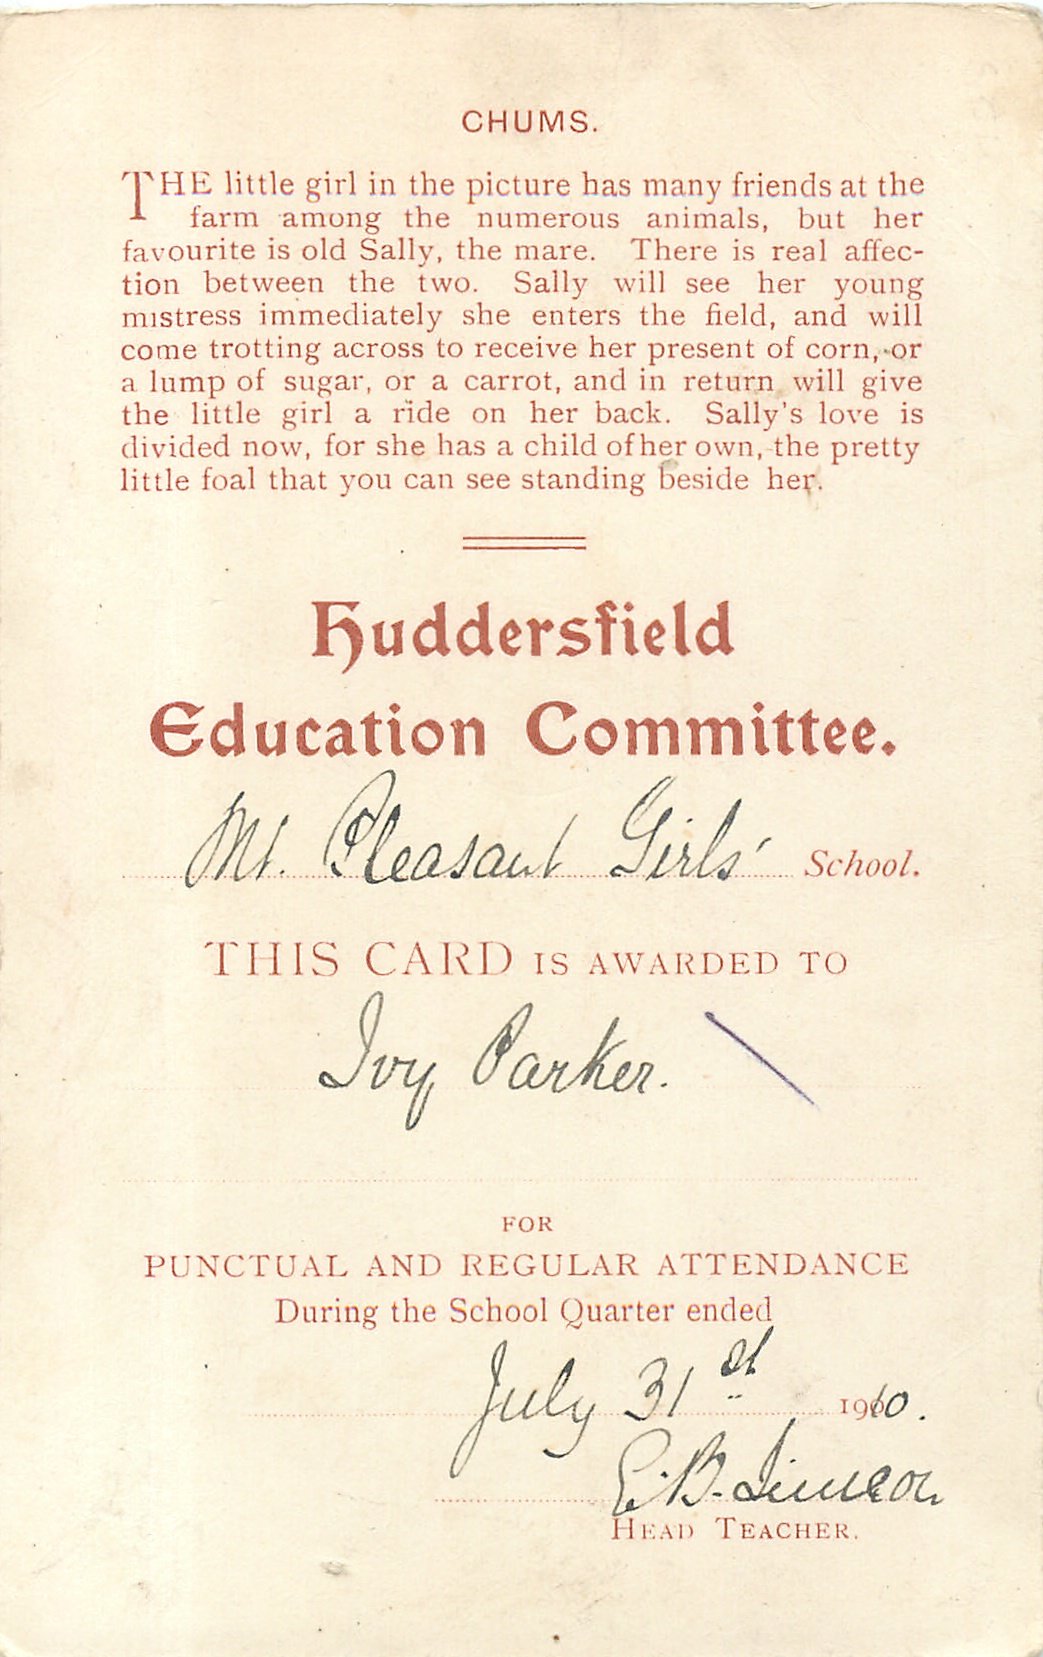 CHUMS.
THE little girl in the picture has many friends at the
farm among the numerous animals, but her
favourite is old Sally, the mare. There is real affec-
tion between the two. Sally will see her young
mistress immediately she enters the field, and will
come trotting across to receive her present of corn, or
a lump of sugar, or a carrot, and in return will give
the little girl a ride on her back. Sally's love is
divided now, for she has a child of her own, the pretty
little foal that you can see standing beside her.
Huddersfield
Education Committee.
Mt. Pleasant Girls' School.
THIS CARD IS AWARDED TO
Ivy Parker.
FOR
PUNCTUAL AND REGULAR ATTENDANCE
During the School Quarter ended
July 31st 1910.
E. B.
HEAD TEACHER.